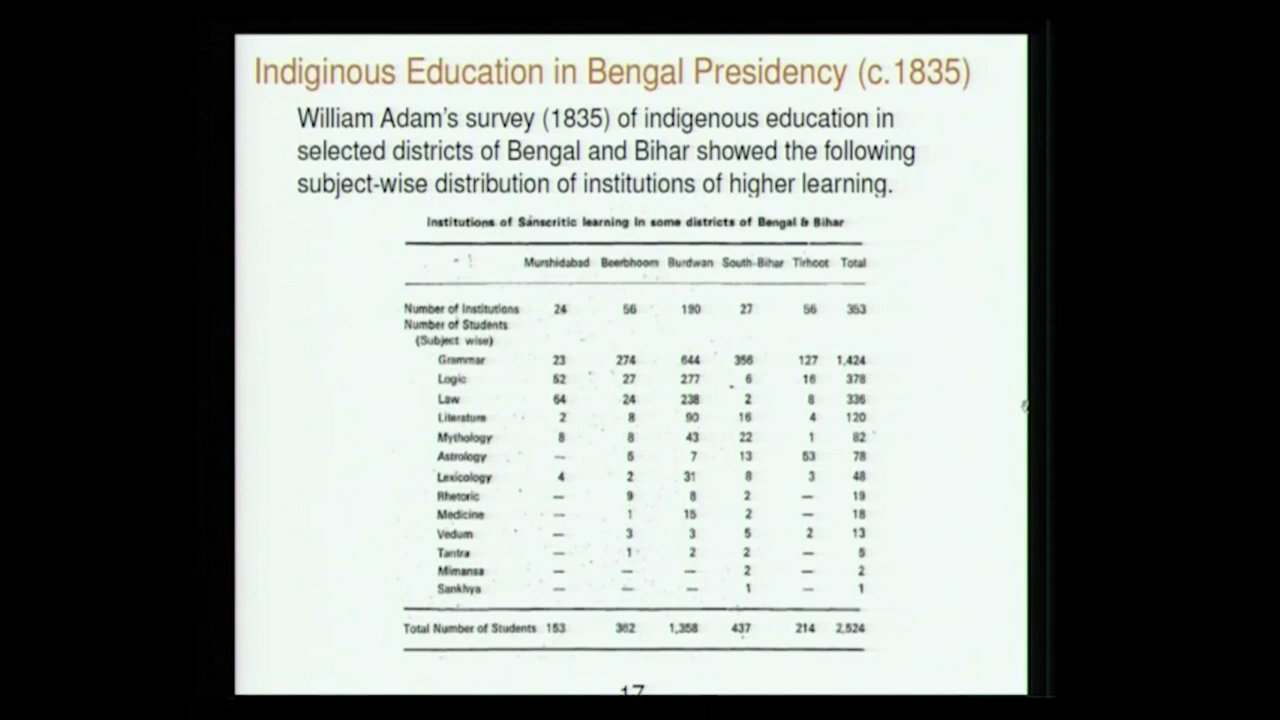 Indiginous Education in Bengal Presidency (c.1835)
William Adam's survey (1835) of indigenous education in
selected districts of Bengal and Bihar showed the following
subject-wise distribution of institutions of higher learning.
Institutions of Sanscritic learning in some districts of Bengal & Bihar
Murshidabad Beerbhoom Burdwan South-Bihar Tirhoot Total
Number of Institutions 24 56 190 27 56 353
Number of Students
(Subject wise)
Grammar 23 274 644 356 127 1,424
Logic 52 27 277 6 16 378
Law 64 24 238 2 8 336
Literature 2 8 90 16 4 120
Mythology 8 8 43 22 1 82
Astrology — 5 7 13 53 78
Lexicology 4 2 31 8 3 48
Rhetoric — 9 8 2 — 19
Medicine — 1 15 2 — 18
Vedum — 3 3 5 2 13
Tantra — 1 2 2 — 5
Mimansa — — — 2 — 2
Sankhya — — — 1 — 1
Total Number of Students 153 362 1,358 437 214 2,524
17